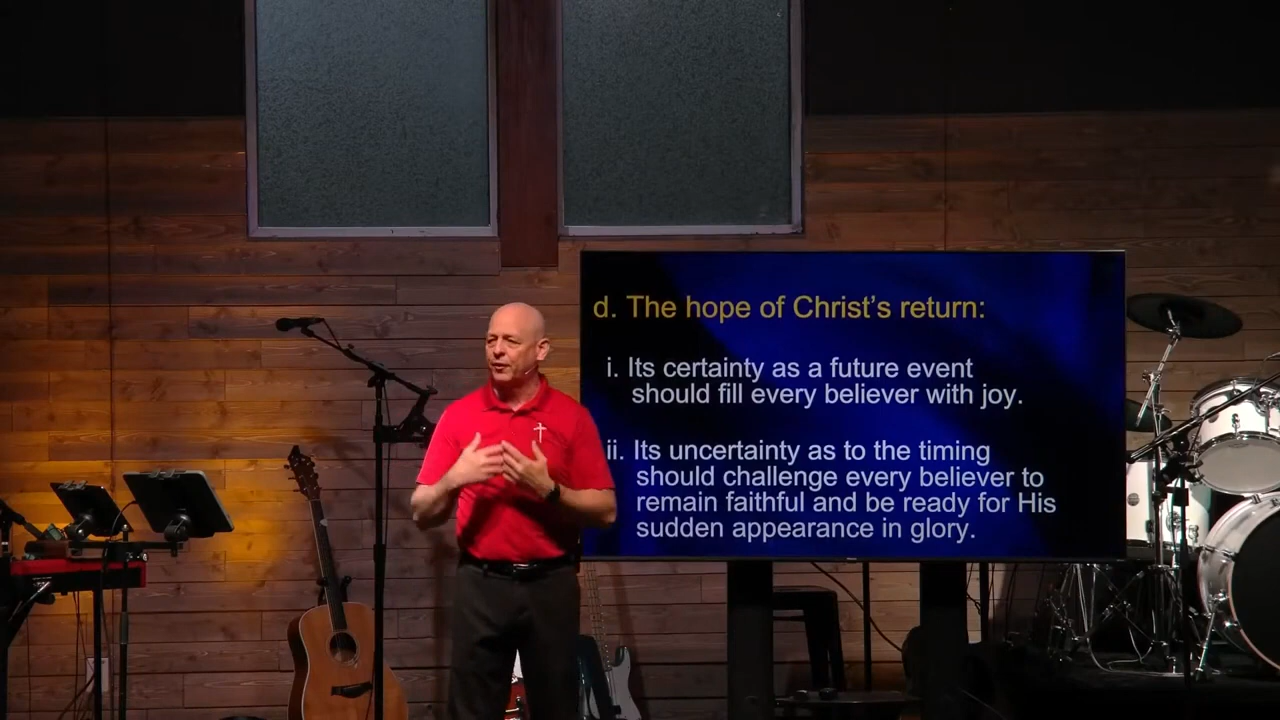 d. The hope of Christ's return:
i. Its certainty as a future event
should fill every believer with joy.
ii. Its uncertainty as to the timing
should challenge every believer to
remain faithful and be ready for His
sudden appearance in glory.